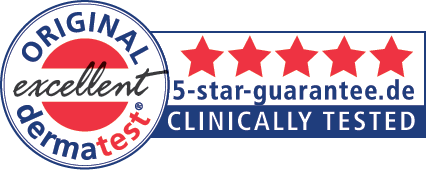 ORIGINAL
excellent
dermatest®
5-star-guarantee.de
CLINICALLY TESTED